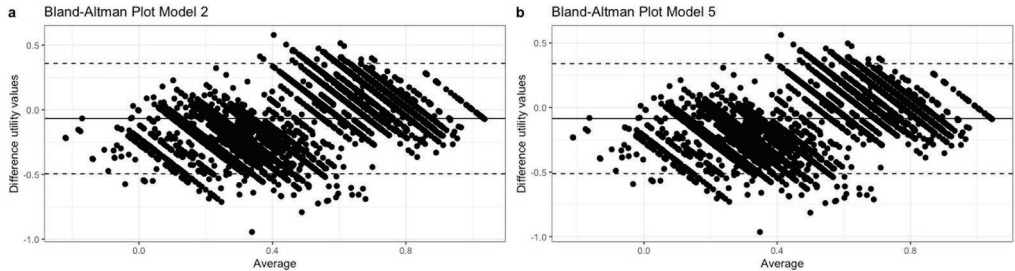 a Bland-Altman Plot Model 2
Difference utility values
0.5
0.0
-0.5
-1.0
0.0 0.4 0.8
Average
b Bland-Altman Plot Model 5
Difference utility values
0.5
0.0
-0.5
-1.0
0.0 0.4 0.8
Average